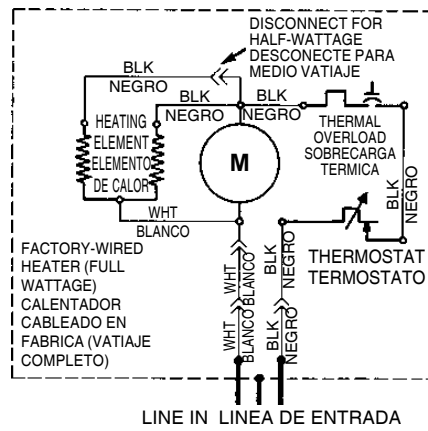 DISCONNECT FOR
HALF-WATTAGE
DESCONECTE PARA
MEDIO VATIAJE
BLK
NEGRO
BLK
NEGRO
BLK
NEGRO
HEATING
ELEMENT
ELEMENTO
DE CALOR
M
THERMAL
OVERLOAD
SOBRECARGA
TERMICA
BLK
NEGRO
WHT
BLANCO
THERMOSTAT
TERMOSTATO
FACTORY-WIRED
HEATER (FULL
WATTAGE)
CALENTADOR
CABLEADO EN
FABRICA (VATIAJE
COMPLETO)
WHT
BLANCO
BLK
NEGRO
WHT
BLANCO
BLK
NEGRO
LINE IN LINEA DE ENTRADA